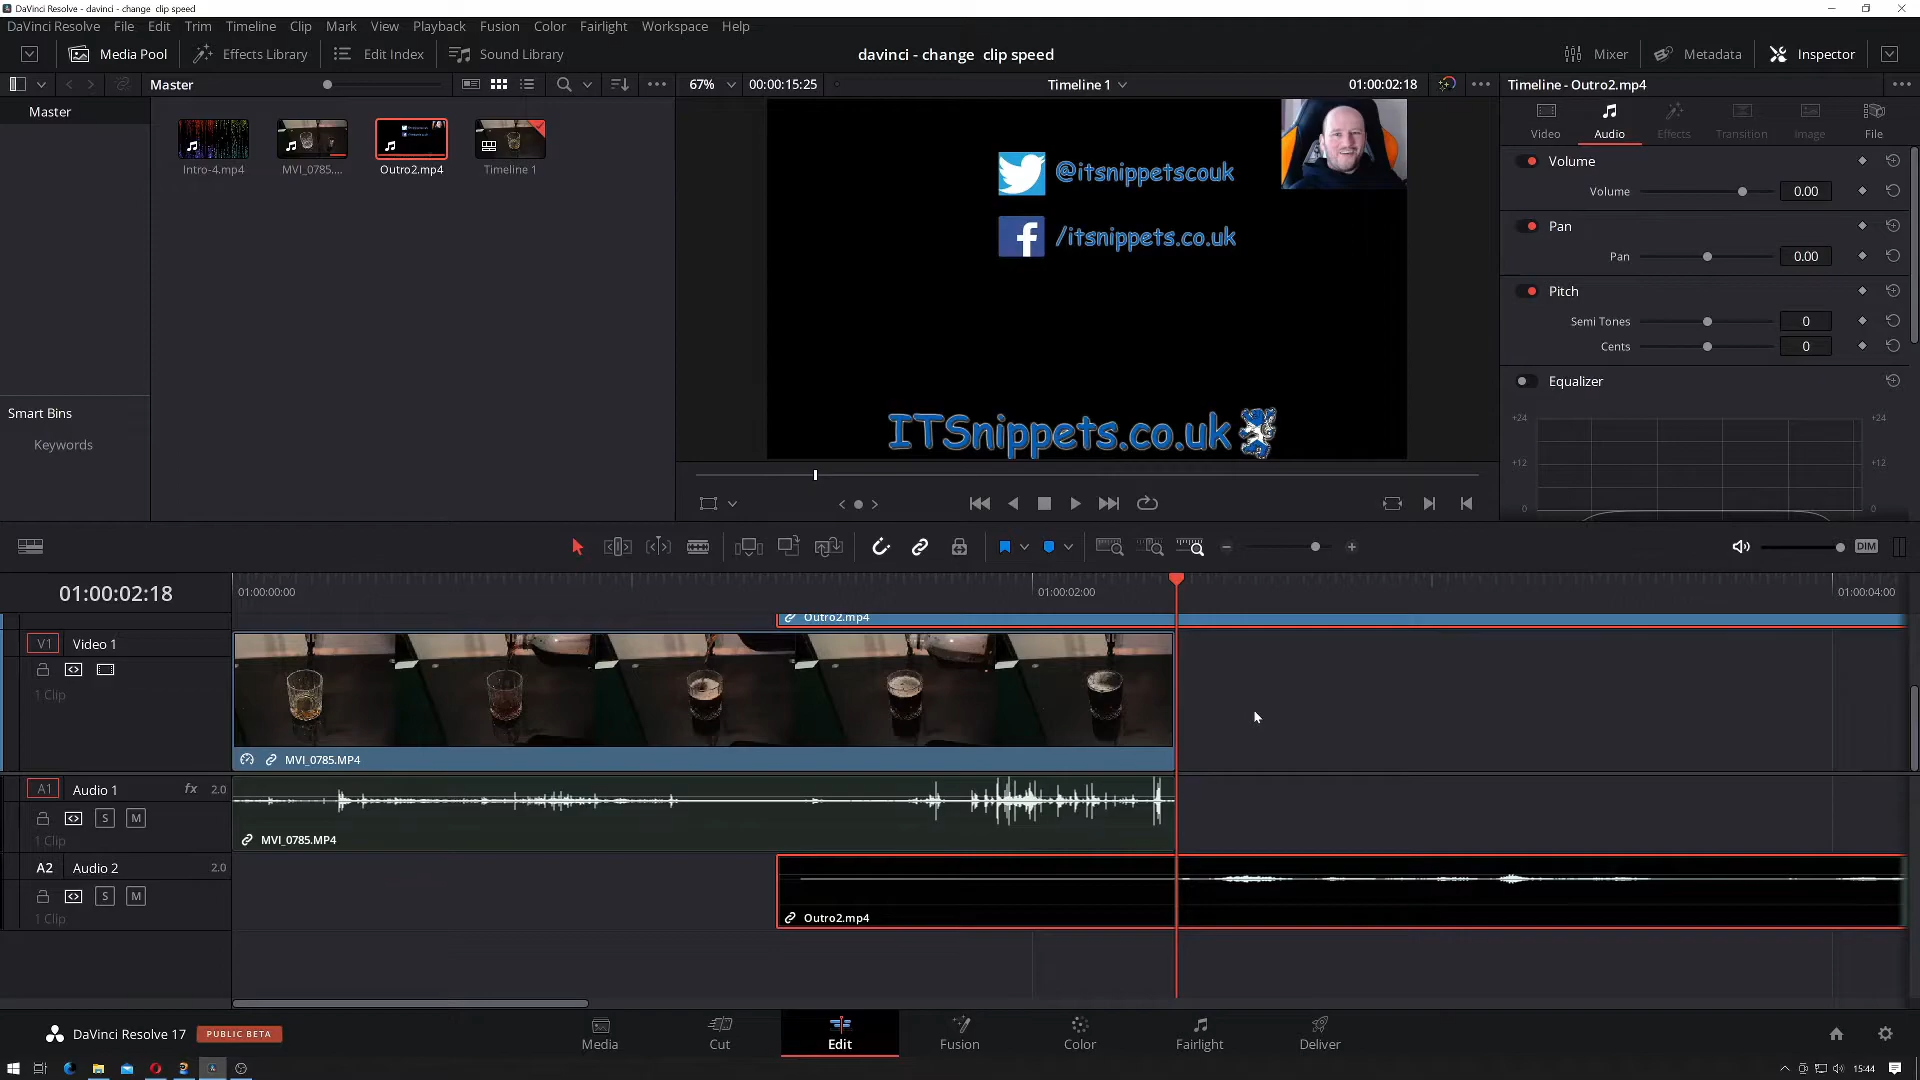 DaVinci Resolve - davinci - change  clip speed
DaVinci Resolve File Edit Trim Timeline Clip Mark View Playback Fusion Color Fairlight Workspace Help
Media Pool Effects Library Edit Index Sound Library davinci - change  clip speed Mixer Metadata Inspector
Master 67% 00:00:15:25 Timeline 1 01:00:02:18 Timeline - Outro2.mp4
Master
Intro-4.mp4 MVI_0785.... Outro2.mp4 Timeline 1
Smart Bins
Keywords
@itsnippetscouk
/itsnippets.co.uk
ITSnippets.co.uk
Video Audio Effects Transition Image File
Volume
Volume 0.00
Pan
Pan 0.00
Pitch
Semi Tones 0
Cents 0
Equalizer
+24 +24
+12 +12
0 0
DIM
01:00:02:18 01:00:00:00 01:00:02:00 01:00:04:00
Outro2.mp4
V1 Video 1
1 Clip
MVI_0785.MP4
A1 Audio 1 fx 2.0
S M
1 Clip
MVI_0785.MP4
A2 Audio 2 2.0
S M
1 Clip
Outro2.mp4
DaVinci Resolve 17 PUBLIC BETA
Media Cut Edit Fusion Color Fairlight Deliver
15:44